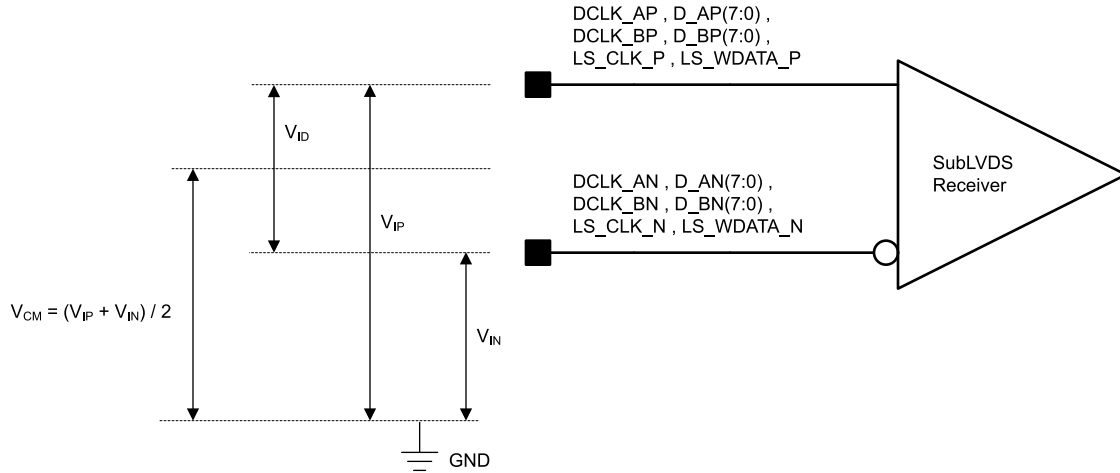 DCLK_AP , D_AP(7:0) ,
DCLK_BP , D_BP(7:0) ,
LS_CLK_P , LS_WDATA_P
VID
SubLVDS
Receiver
DCLK_AN , D_AN(7:0) ,
DCLK_BN , D_BN(7:0) ,
LS_CLK_N , LS_WDATA_N
VIP
VCM = (VIP + VIN) / 2
VIN
GND